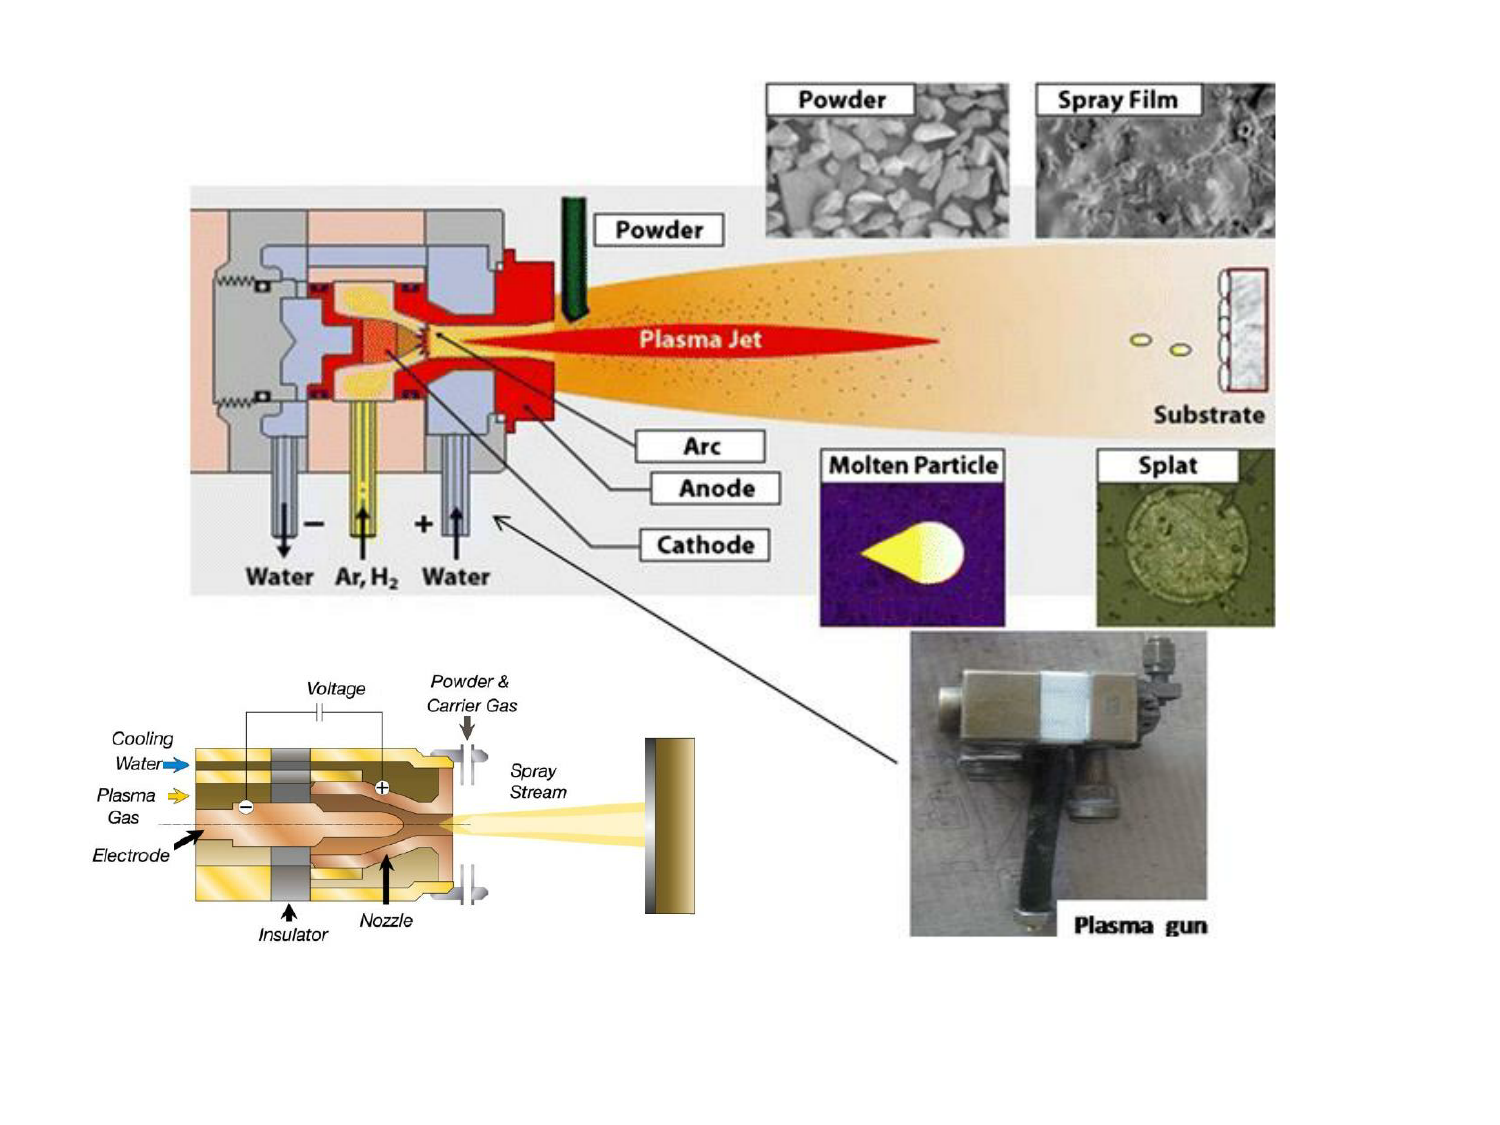 Powder
Spray Film
Powder
Plasma Jet
Substrate
Arc
Anode
Cathode
Molten Particle
Splat
− +
Water Ar, H₂ Water
Voltage
Powder &
Carrier Gas
Cooling
Water
Plasma
Gas
Electrode
− +
Spray
Stream
Nozzle
Insulator
Plasma gun